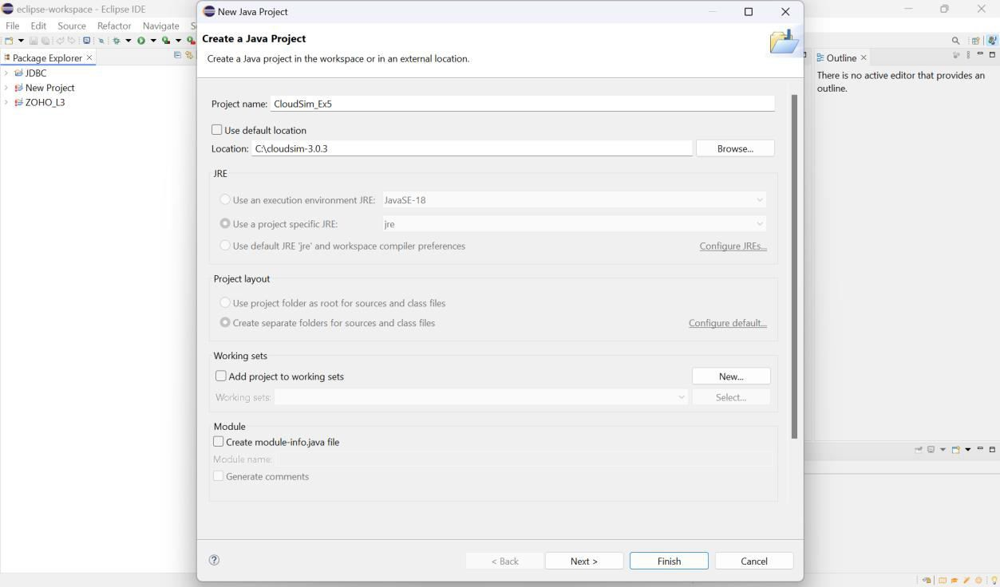 eclipse-workspace - Eclipse IDE
File Edit Source Refactor Navigate S
Package Explorer
JDBC
New Project
ZOHO_L3
New Java Project
Create a Java Project
Create a Java project in the workspace or in an external location.
Project name: CloudSim_Ex5
Use default location
Location: C:\cloudsim-3.0.3 Browse...
JRE
Use an execution environment JRE: JavaSE-18
Use a project specific JRE: jre
Use default JRE 'jre' and workspace compiler preferences Configure JREs...
Project layout
Use project folder as root for sources and class files
Create separate folders for sources and class files Configure default...
Working sets
Add project to working sets New...
Working sets: Select...
Module
Create module-info.java file
Module name:
Generate comments
< Back Next > Finish Cancel
Outline
There is no active editor that provides an
outline.